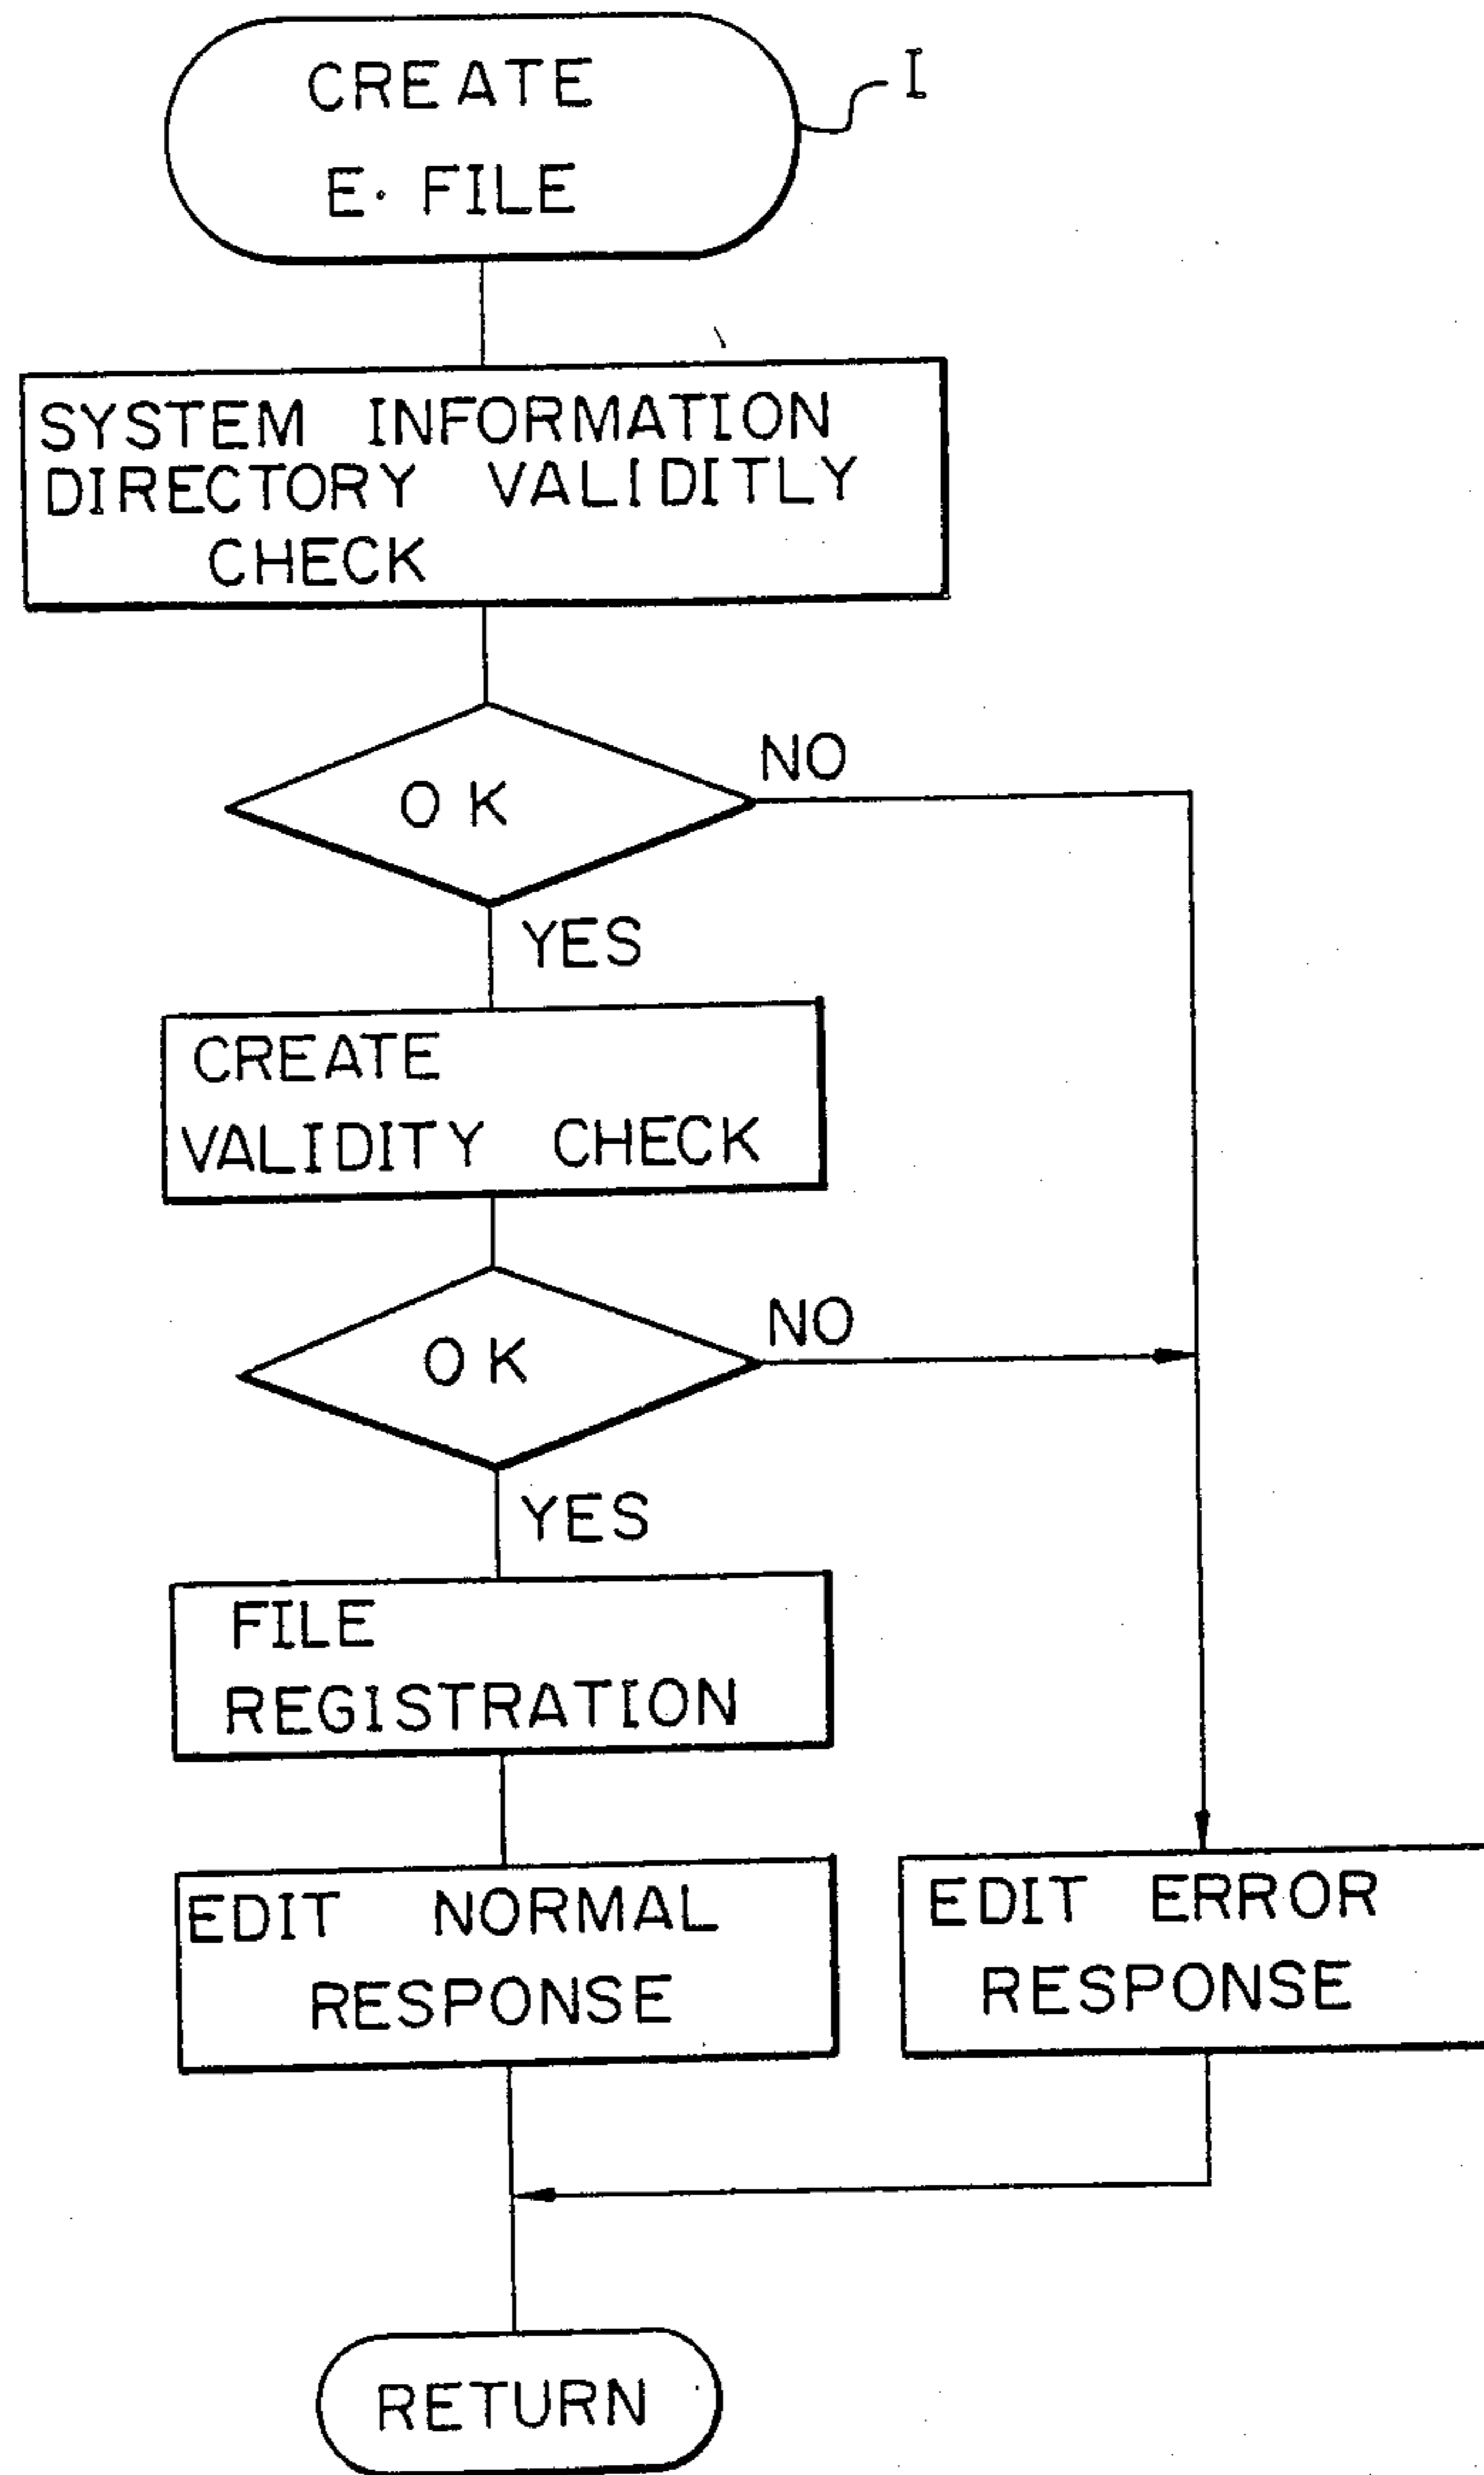 CREATE
E. FILE
I
SYSTEM INFORMATION
DIRECTORY VALIDITLY
CHECK
OK
NO
YES
CREATE
VALIDITY CHECK
OK
NO
YES
FILE
REGISTRATION
EDIT NORMAL
RESPONSE
EDIT ERROR
RESPONSE
RETURN